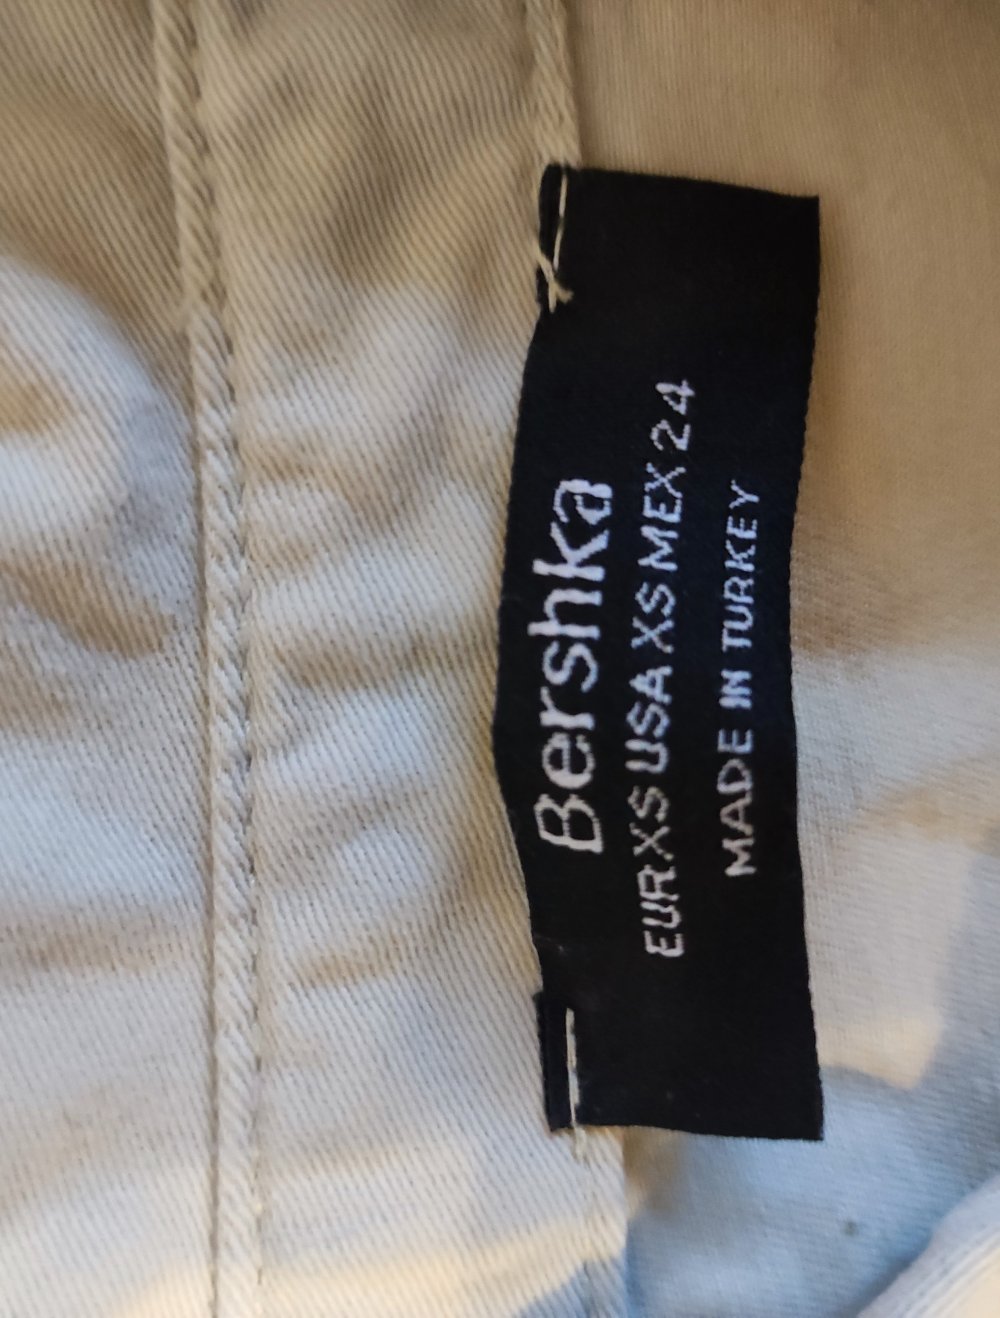 Bershka
EUR XS USA XS MEX 24
MADE IN TURKEY